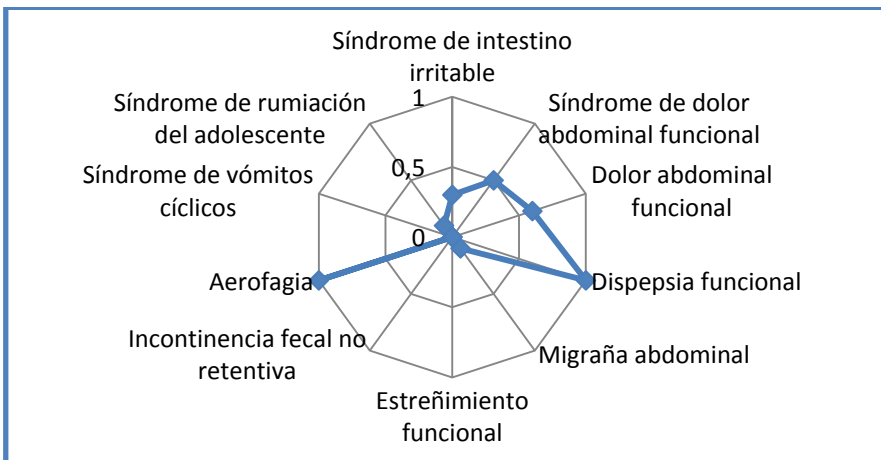 Síndrome de intestino
irritable
1
Síndrome de dolor
abdominal funcional
Síndrome de rumiación
del adolescente
0,5
Dolor abdominal
funcional
Síndrome de vómitos
cíclicos
0
Dispepsia funcional
Aerofagia
Migraña abdominal
Incontinencia fecal no
retentiva
Estreñimiento
funcional